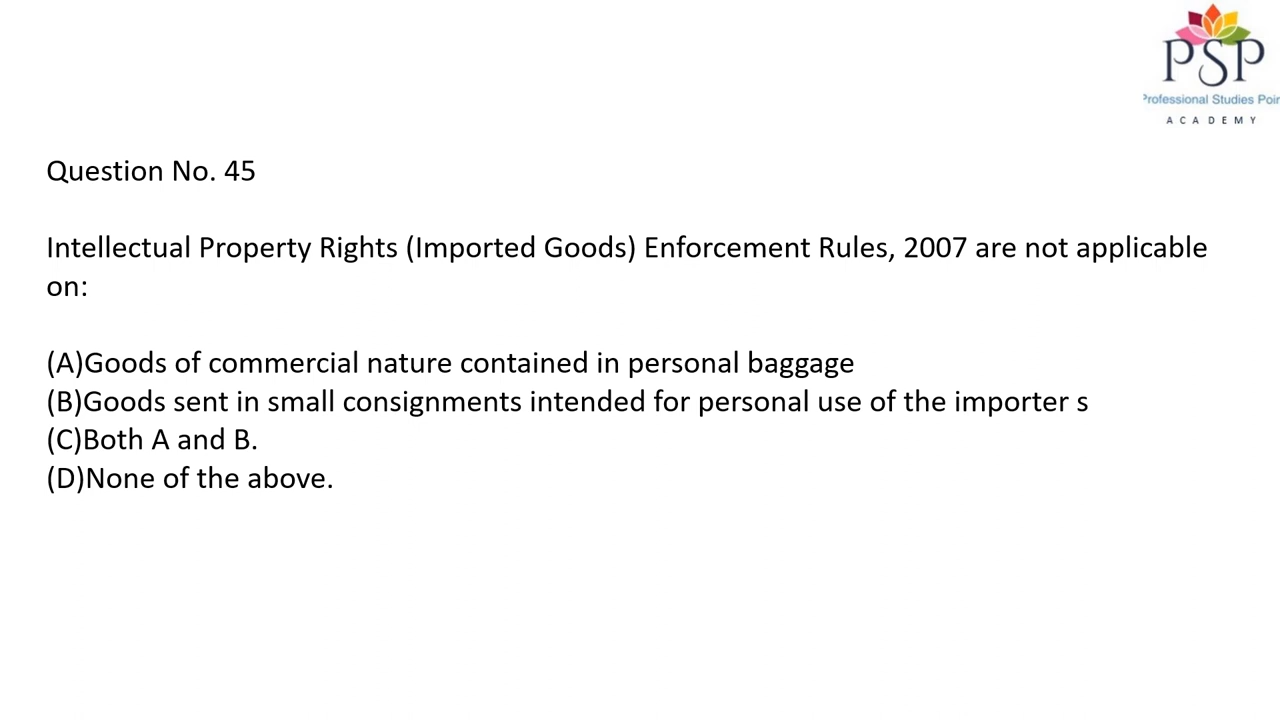 PSP
Professional Studies Poin
ACADEMY
Question No. 45
Intellectual Property Rights (Imported Goods) Enforcement Rules, 2007 are not applicable
on:
(A)Goods of commercial nature contained in personal baggage
(B)Goods sent in small consignments intended for personal use of the importer s
(C)Both A and B.
(D)None of the above.